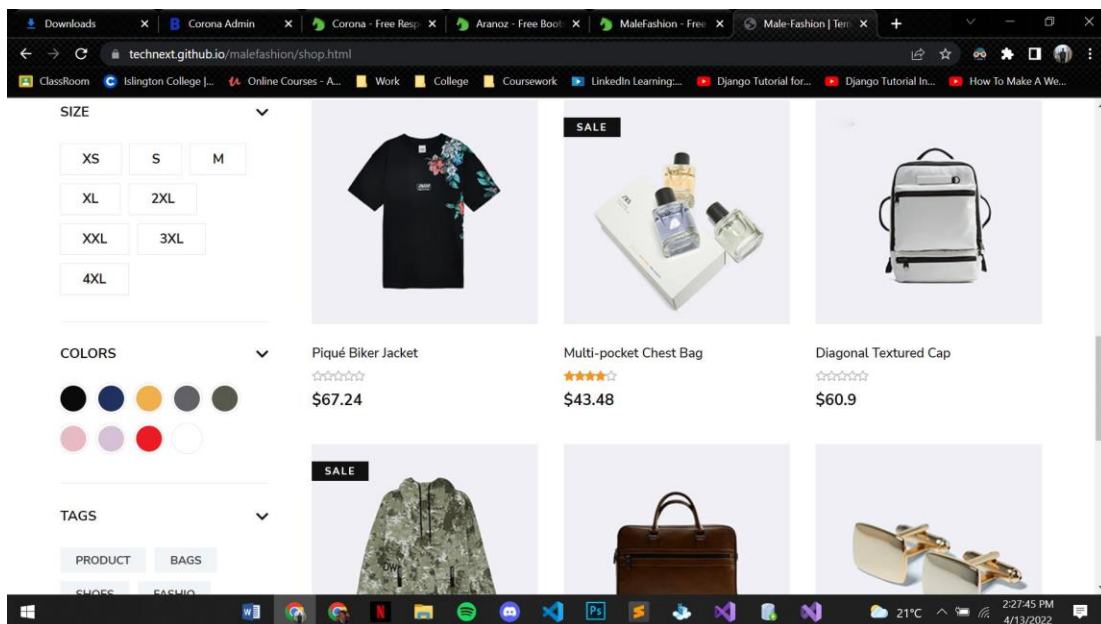 Downloads
Corona Admin
Corona - Free Resp
Aranoz - Free Boots
MaleFashion - Free
Male-Fashion | Tem
technext.github.io/malefashion/shop.html
ClassRoom
Islington College |...
Online Courses - A...
Work
College
Coursework
LinkedIn Learning:...
Django Tutorial for...
Django Tutorial In...
How To Make A We...
SIZE
XS S M
XL 2XL
XXL 3XL
4XL
COLORS
TAGS
PRODUCT BAGS
SHOES FASHIO
SALE
Piqué Biker Jacket
$67.24
Multi-pocket Chest Bag
$43.48
Diagonal Textured Cap
$60.9
SALE
21°C
2:27:45 PM
4/13/2022